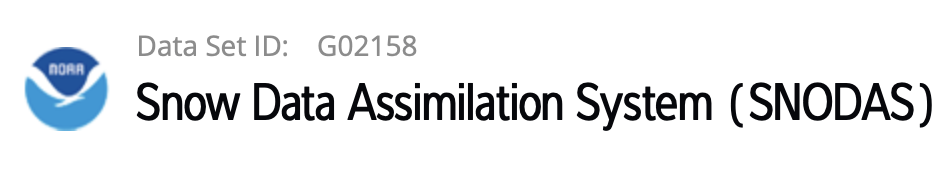 Data Set ID: G02158
NOAA
Snow Data Assimilation System (SNODAS)